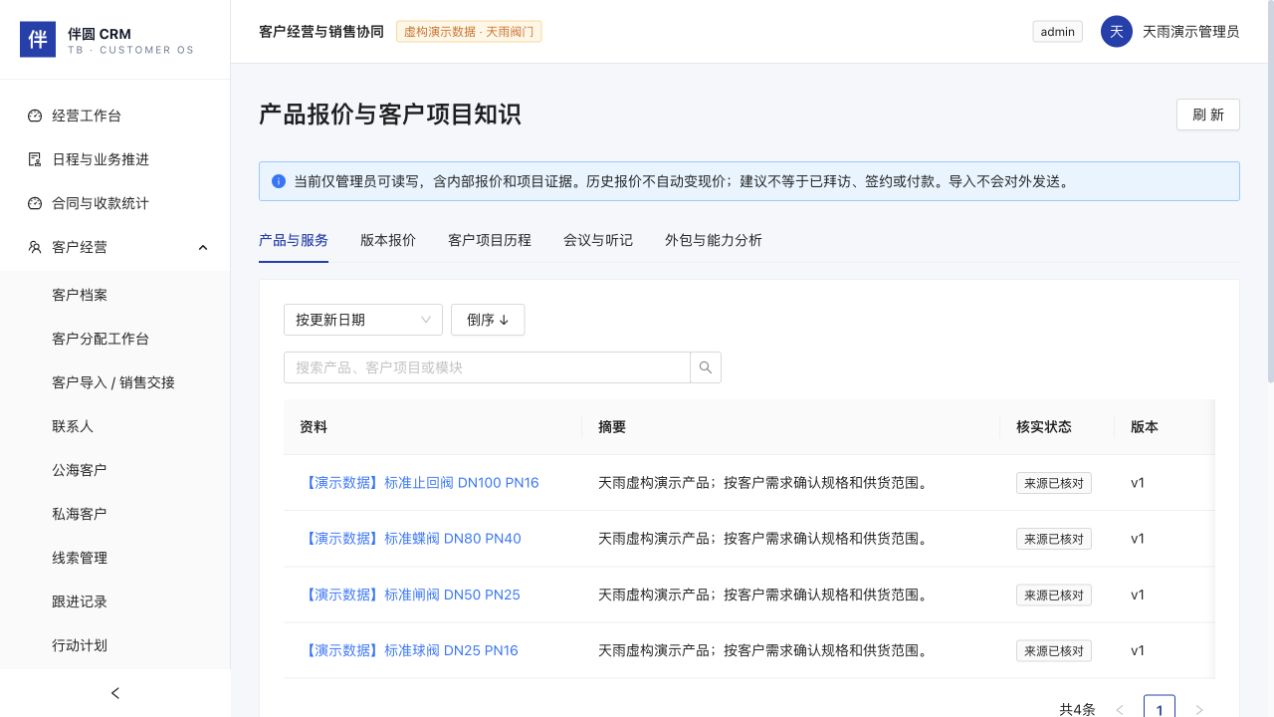 伴
伴圆 CRM
TB · CUSTOMER OS
客户经营与销售协同
虚构演示数据 · 天雨阀门
admin
天
天雨演示管理员
经营工作台
日程与业务推进
合同与收款统计
客户经营
客户档案
客户分配工作台
客户导入 / 销售交接
联系人
公海客户
私海客户
线索管理
跟进记录
行动计划
产品报价与客户项目知识
刷 新
当前仅管理员可读写，含内部报价和项目证据。历史报价不自动变现价；建议不等于已拜访、签约或付款。导入不会对外发送。
产品与服务 版本报价 客户项目历程 会议与听记 外包与能力分析
按更新日期 倒序 ↓
搜索产品、客户项目或模块
资料 摘要 核实状态 版本
【演示数据】标准止回阀 DN100 PN16 天雨虚构演示产品；按客户需求确认规格和供货范围。 来源已核对 v1
【演示数据】标准蝶阀 DN80 PN40 天雨虚构演示产品；按客户需求确认规格和供货范围。 来源已核对 v1
【演示数据】标准闸阀 DN50 PN25 天雨虚构演示产品；按客户需求确认规格和供货范围。 来源已核对 v1
【演示数据】标准球阀 DN25 PN16 天雨虚构演示产品；按客户需求确认规格和供货范围。 来源已核对 v1
共4条 < 1 >